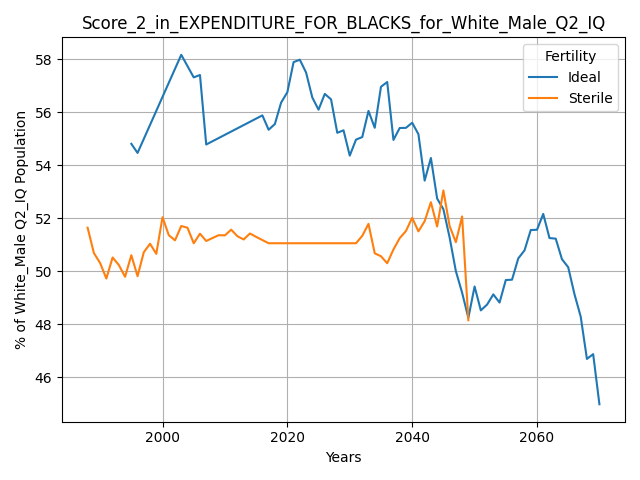 Score_2_in_EXPENDITURE_FOR_BLACKS_for_White_Male_Q2_IQ
Fertility
Ideal
Sterile
% of White_Male Q2_IQ Population
58
56
54
52
50
48
46
2000
2020
2040
2060
Years